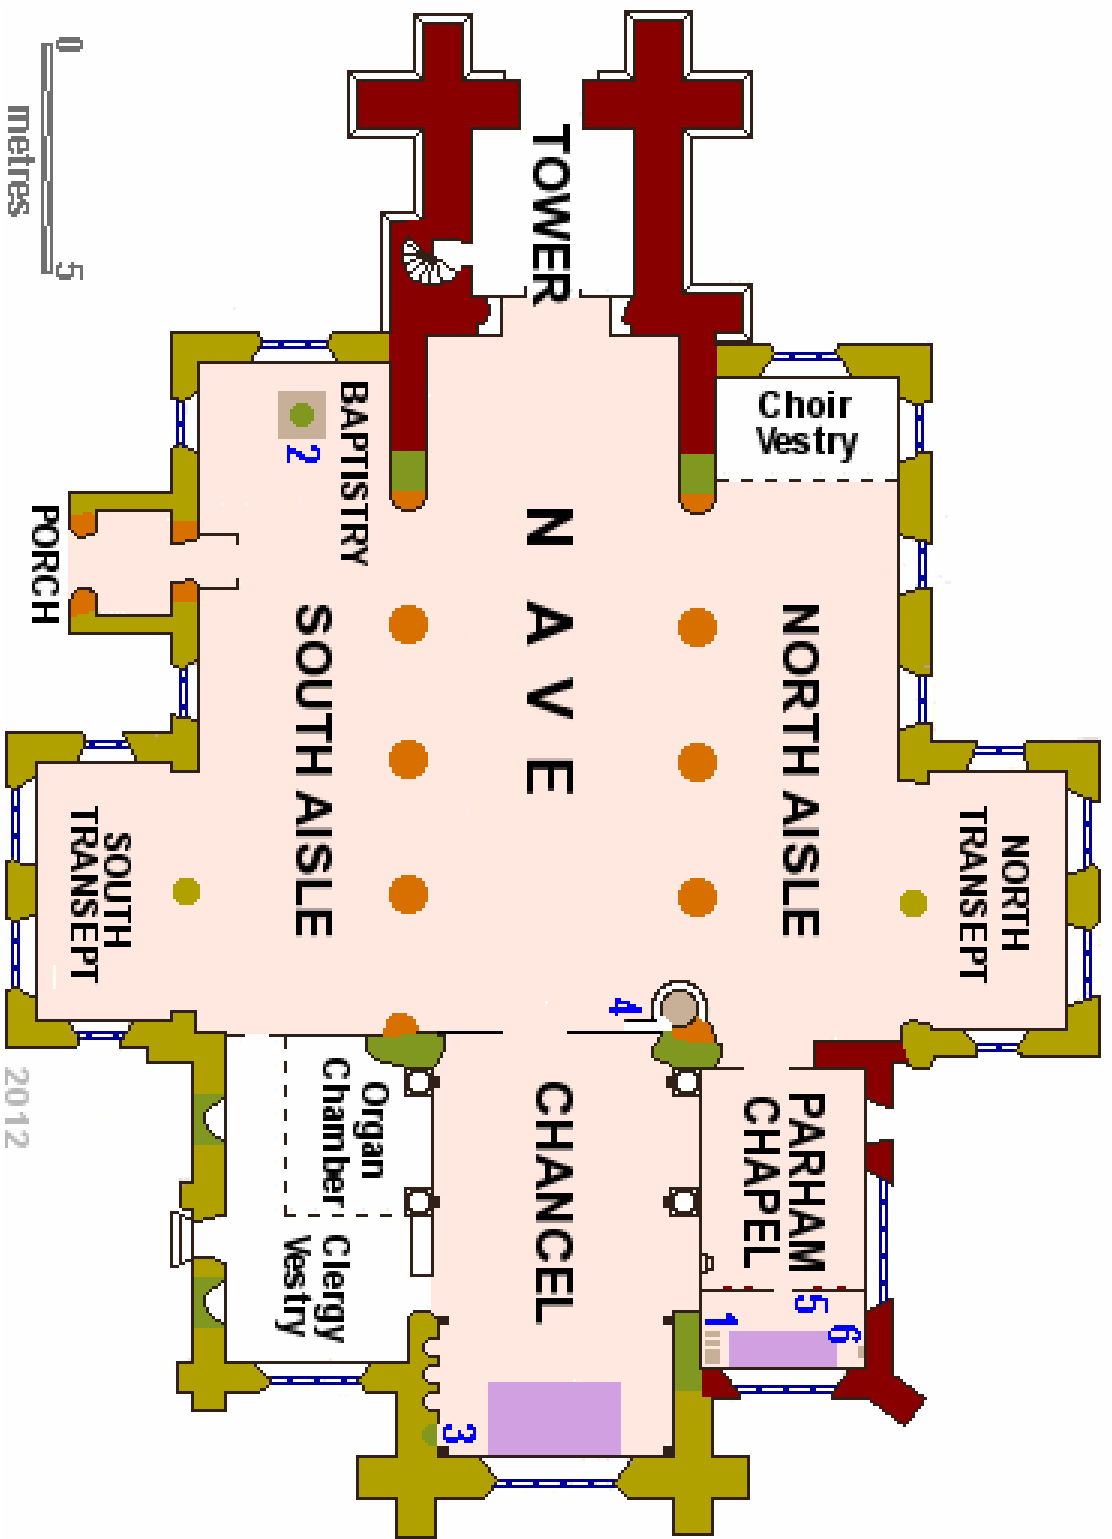 0
5
metres
TOWER
Choir
Vestry
BAPTISTRY
2
PORCH
N A V E
SOUTH AISLE
NORTH AISLE
SOUTH
TRANSEPT
NORTH
TRANSEPT
4
Organ
Chamber
CHANCEL
PARHAM
CHAPEL
Clergy
Vestry
1
5
6
3
2012